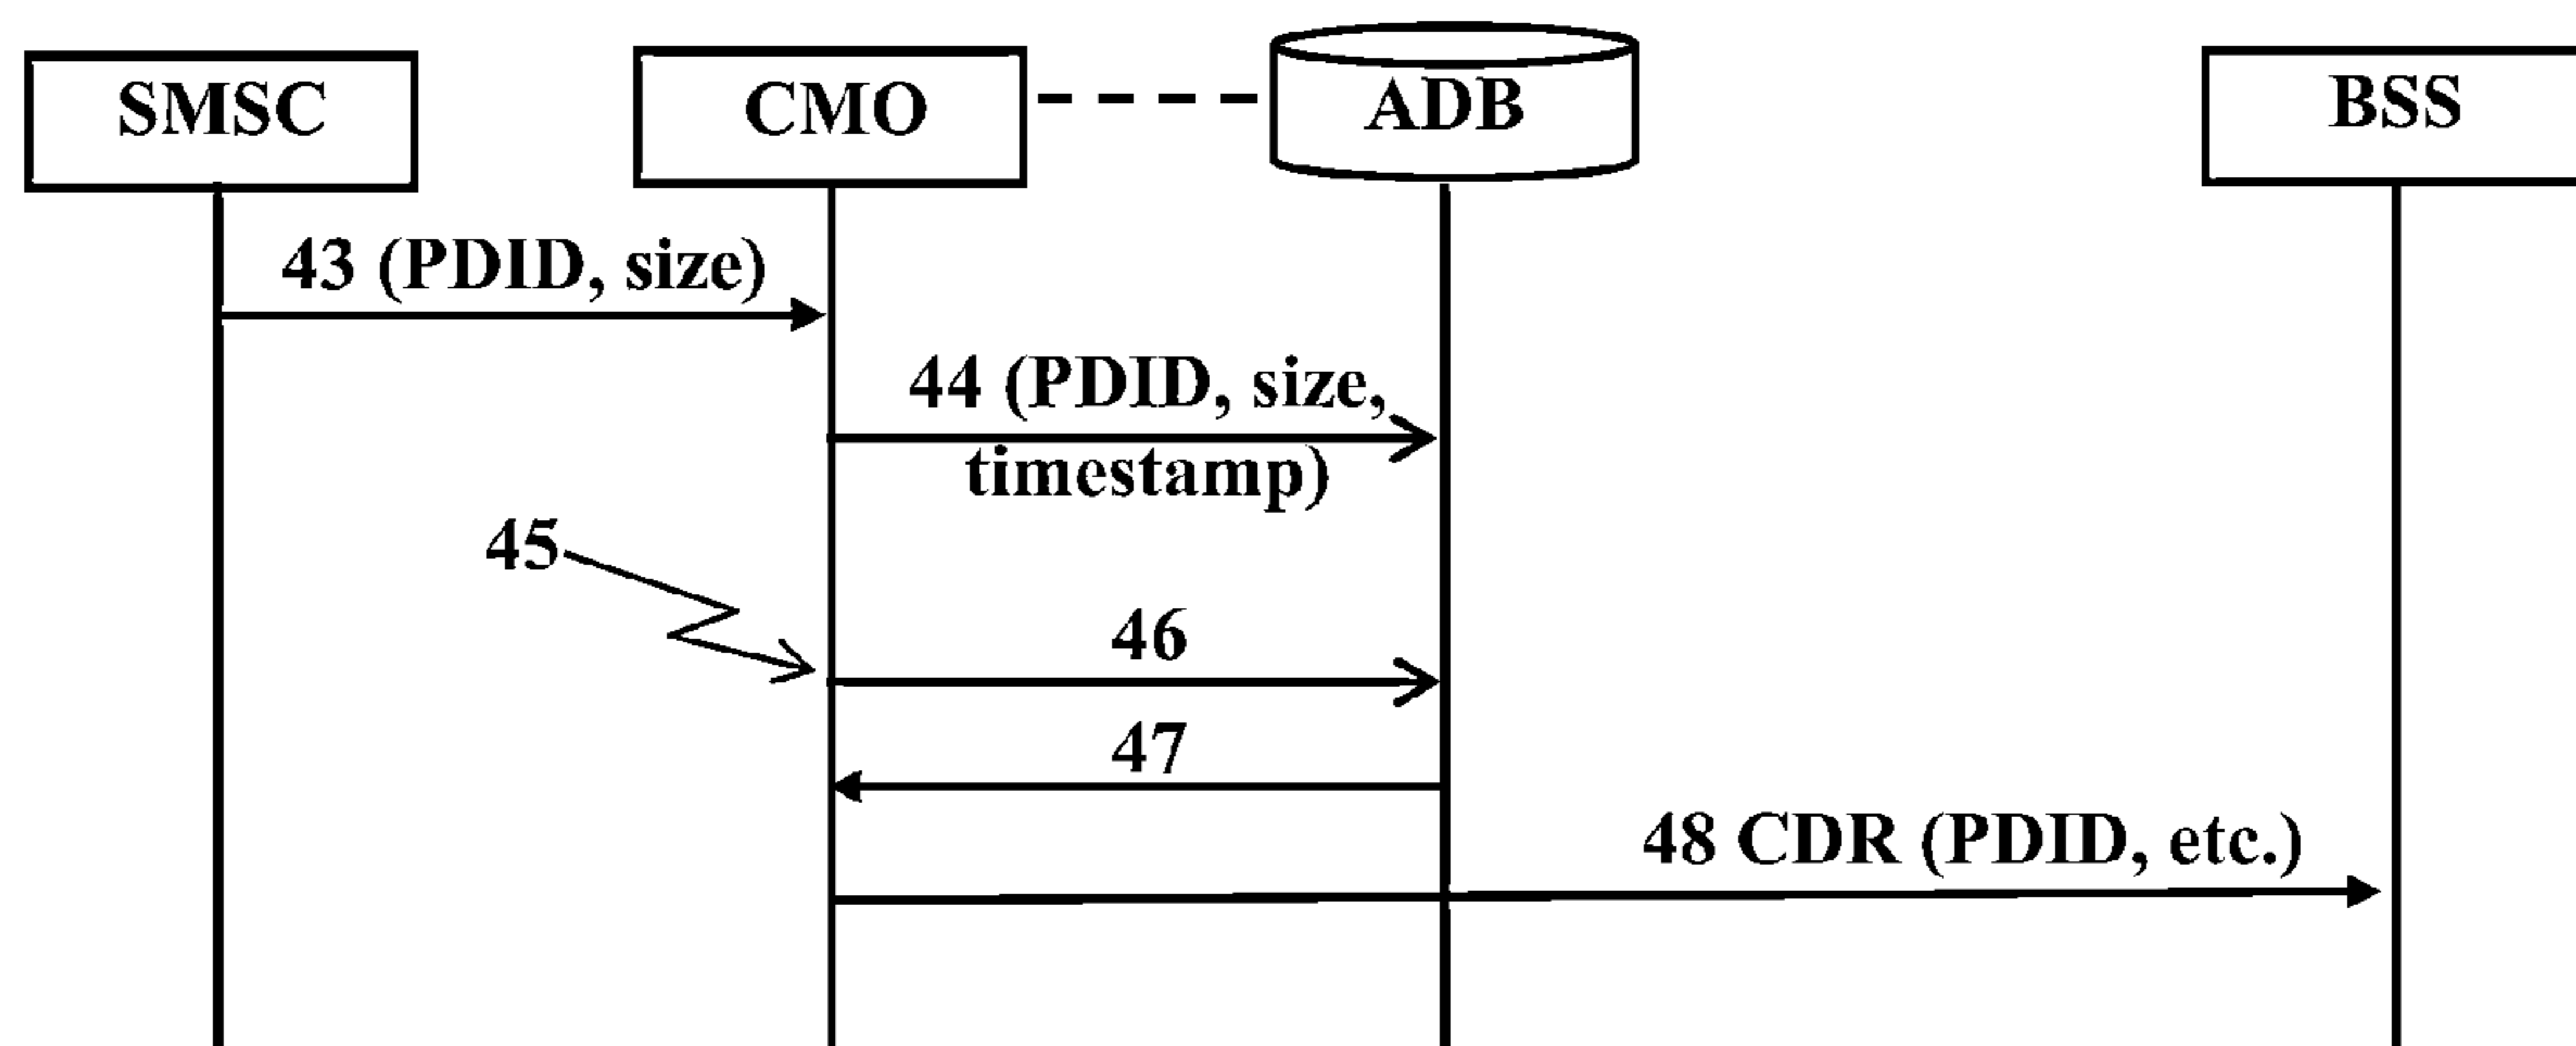 SMSC
CMO
ADB
BSS
43 (PDID, size)
44 (PDID, size,
timestamp)
45
46
47
48 CDR (PDID, etc.)